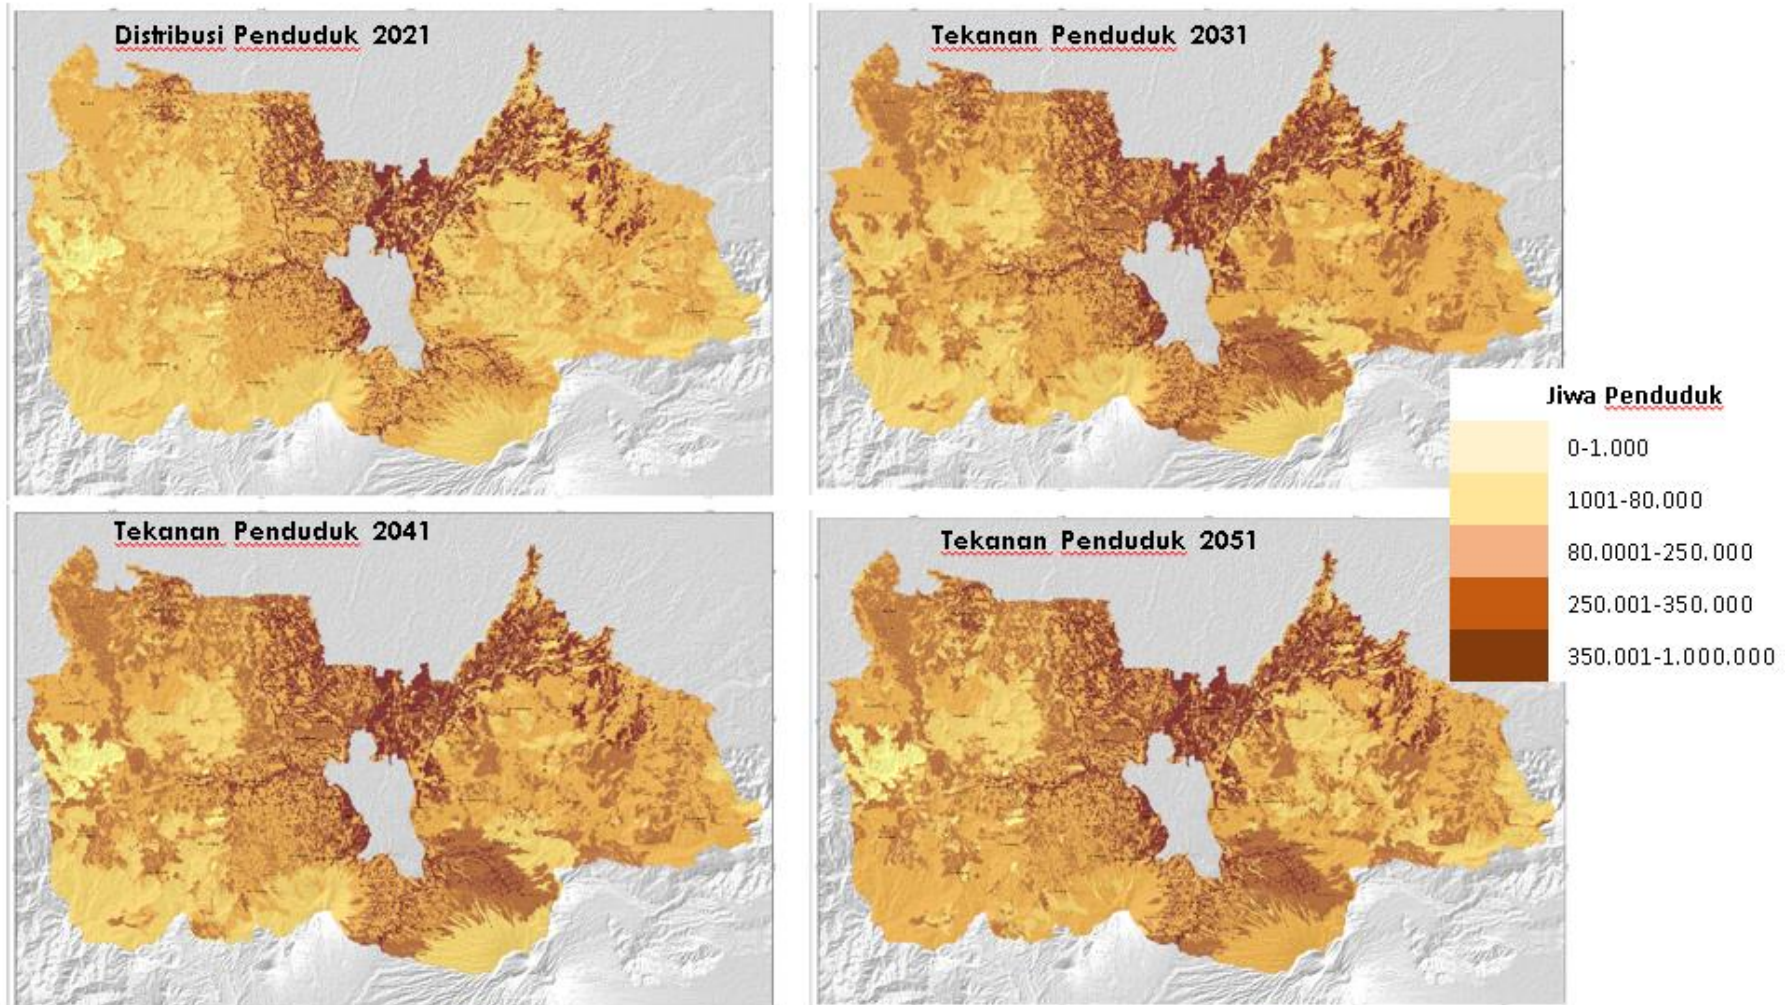 Distribusi Penduduk 2021
Tekanan Penduduk 2031
Tekanan Penduduk 2041
Tekanan Penduduk 2051
Jiwa Penduduk
0-1.000
1001-80.000
80.0001-250.000
250.001-350.000
350.001-1.000.000